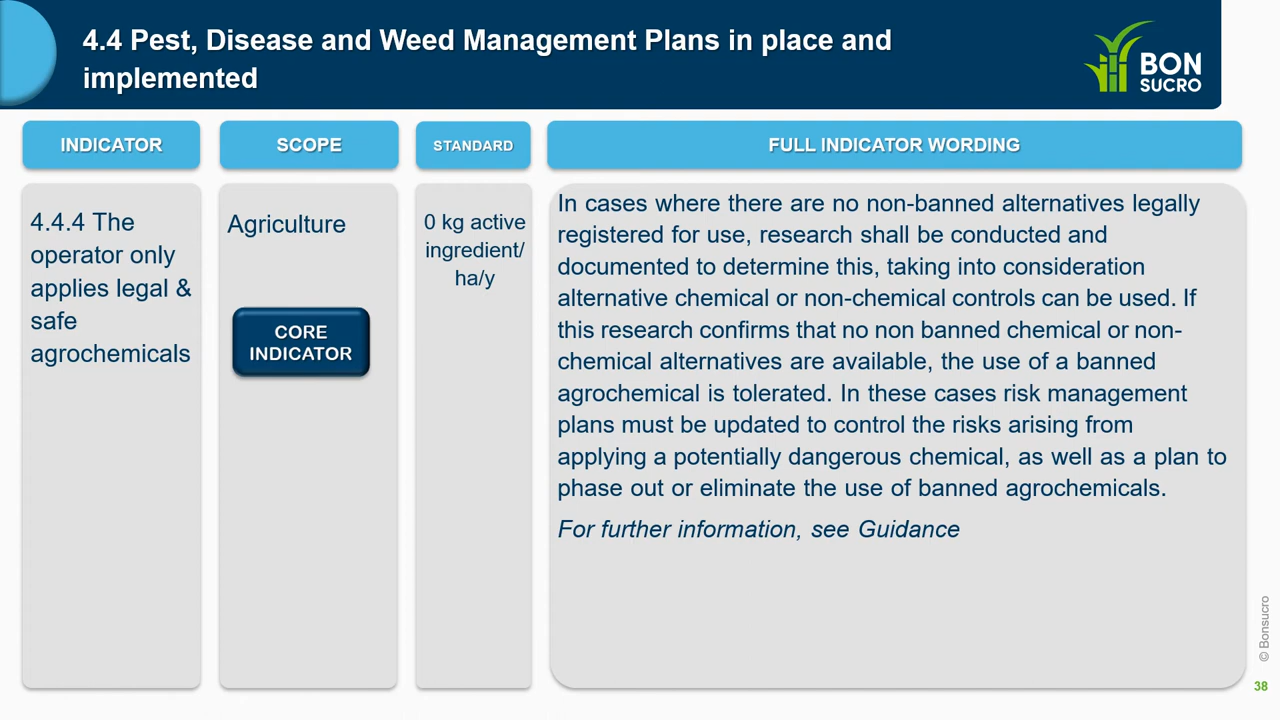 4.4 Pest, Disease and Weed Management Plans in place and
implemented
BON
SUCRO
INDICATOR
SCOPE
STANDARD
FULL INDICATOR WORDING
4.4.4 The
operator only
applies legal &
safe
agrochemicals
Agriculture
CORE
INDICATOR
0 kg active
ingredient/
ha/y
In cases where there are no non-banned alternatives legally
registered for use, research shall be conducted and
documented to determine this, taking into consideration
alternative chemical or non-chemical controls can be used. If
this research confirms that no non banned chemical or non-
chemical alternatives are available, the use of a banned
agrochemical is tolerated. In these cases risk management
plans must be updated to control the risks arising from
applying a potentially dangerous chemical, as well as a plan to
phase out or eliminate the use of banned agrochemicals.
For further information, see Guidance
© Bonsucro
38